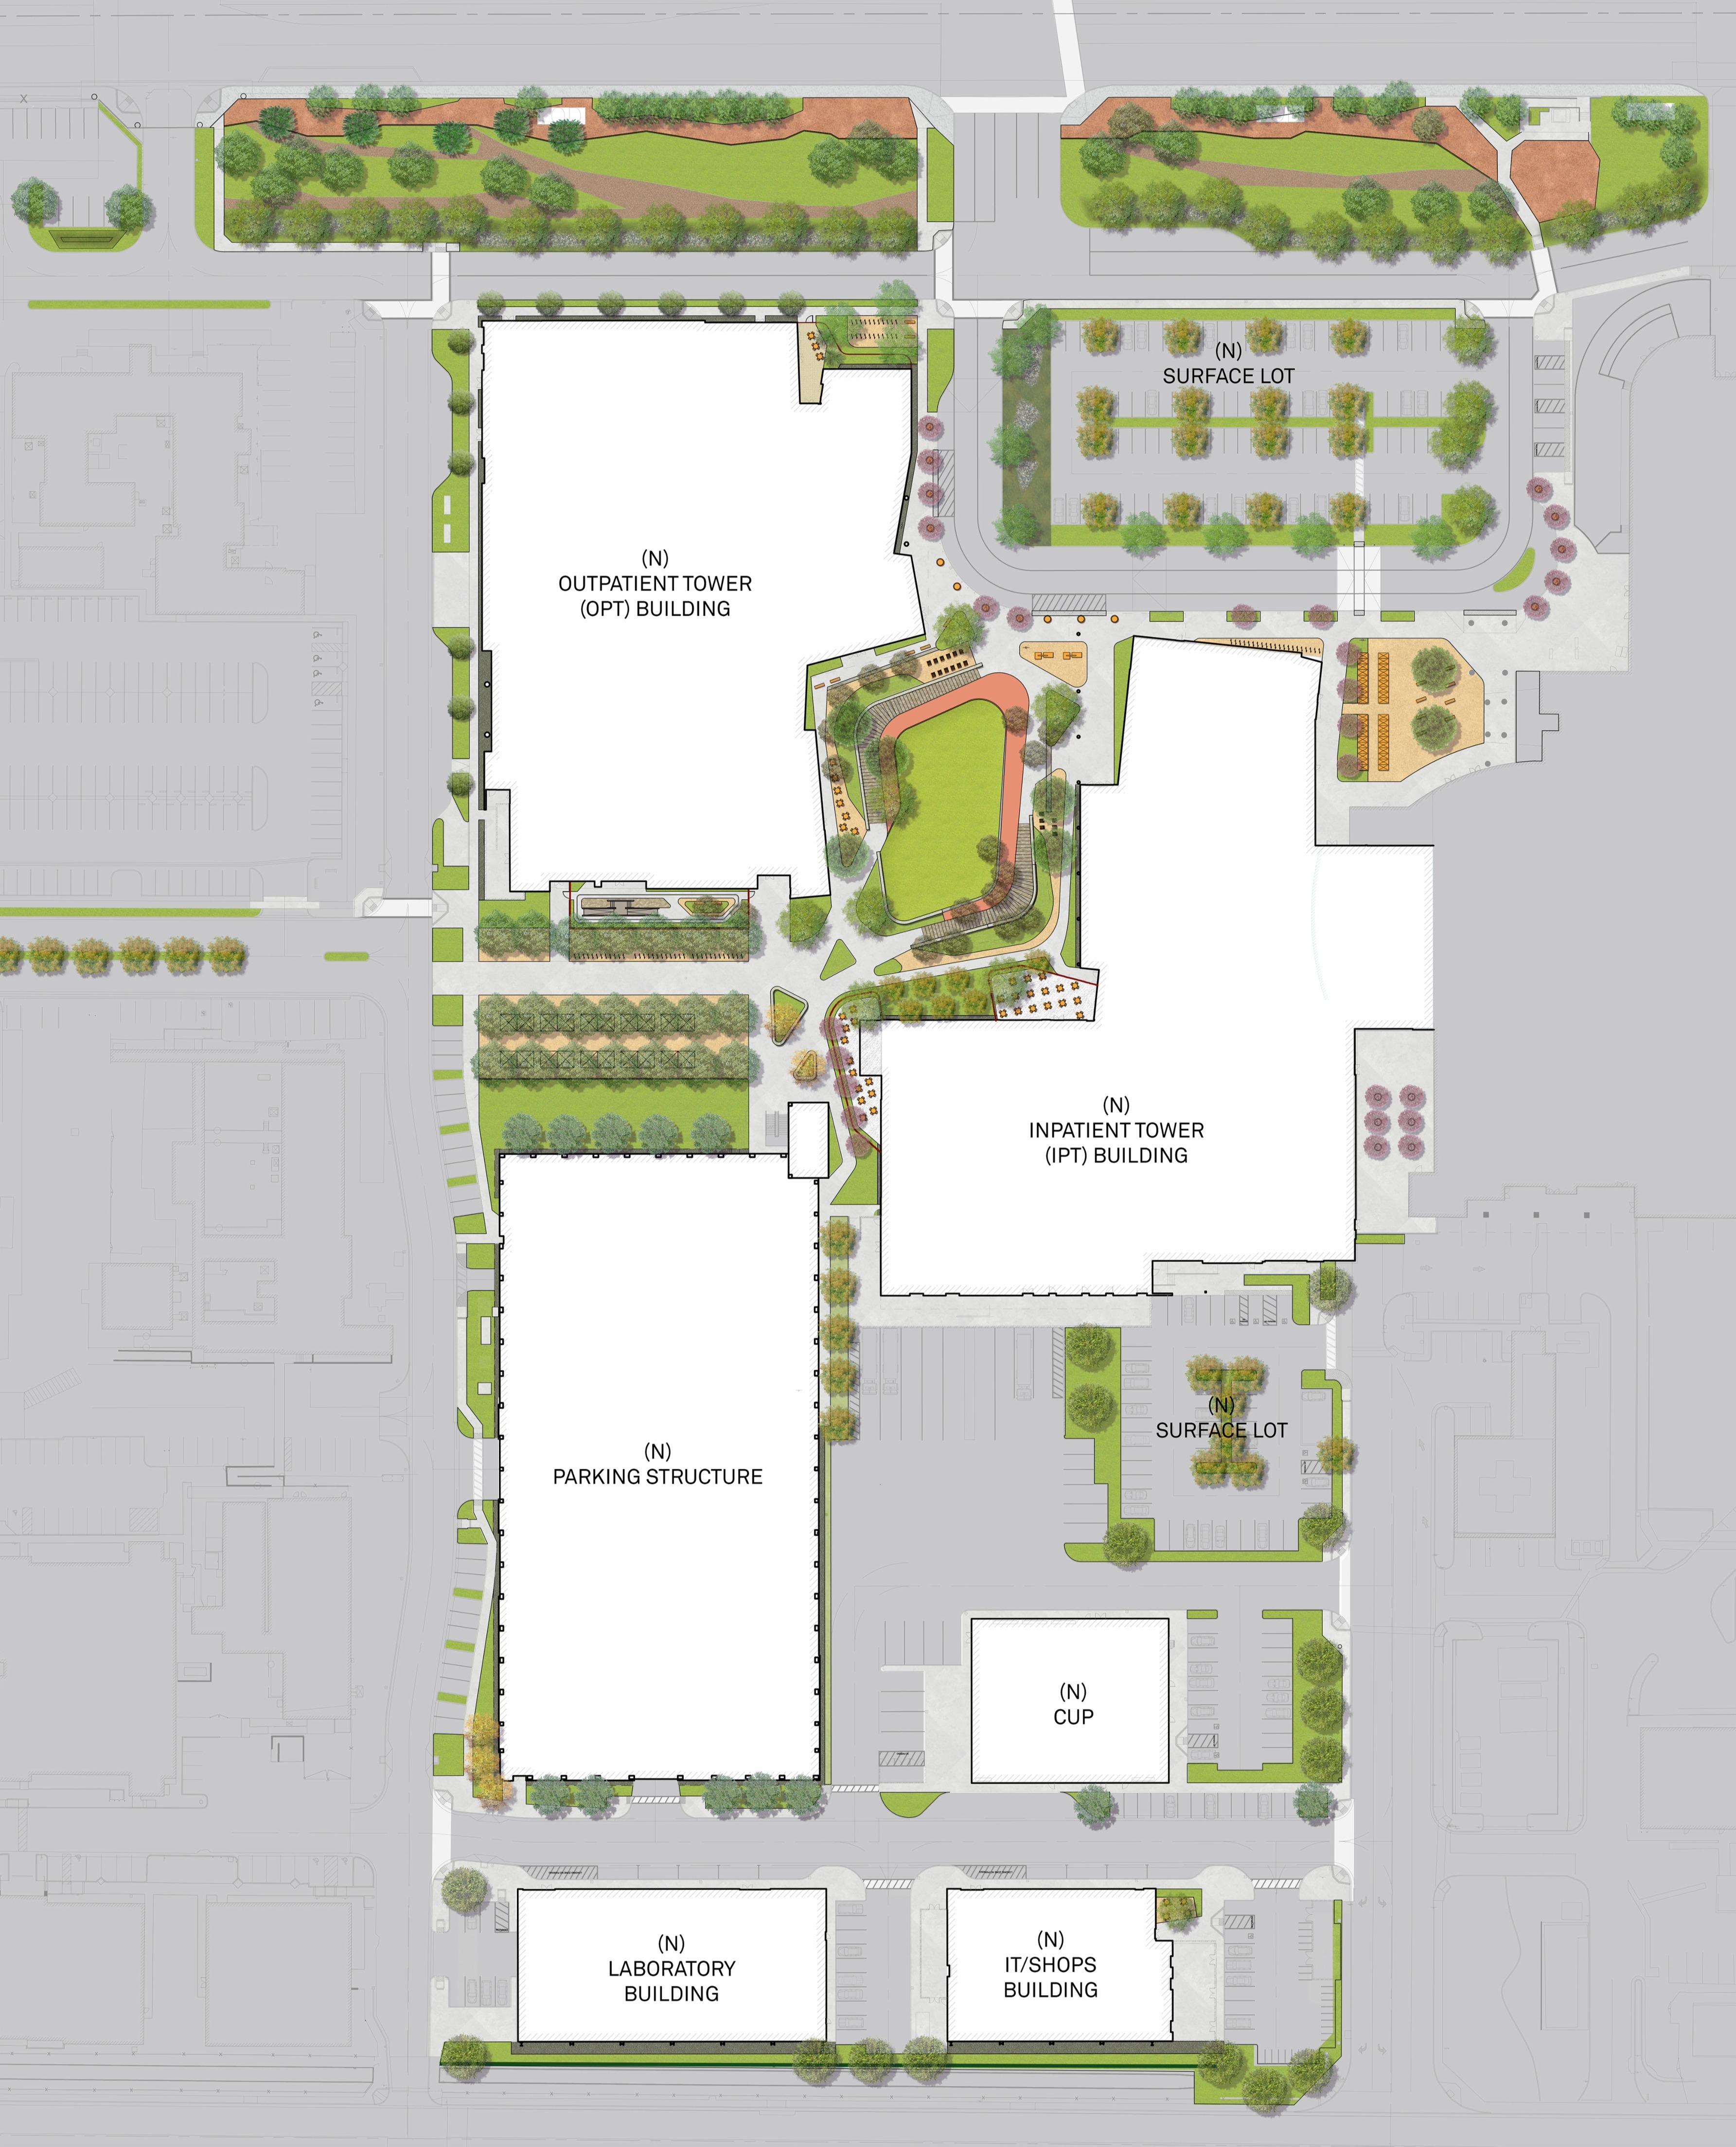 (N)
SURFACE LOT
(N)
OUTPATIENT TOWER
(OPT) BUILDING
(N)
INPATIENT TOWER
(IPT) BUILDING
(N)
SURFACE LOT
(N)
PARKING STRUCTURE
(N)
CUP
(N)
LABORATORY
BUILDING
(N)
IT/SHOPS
BUILDING